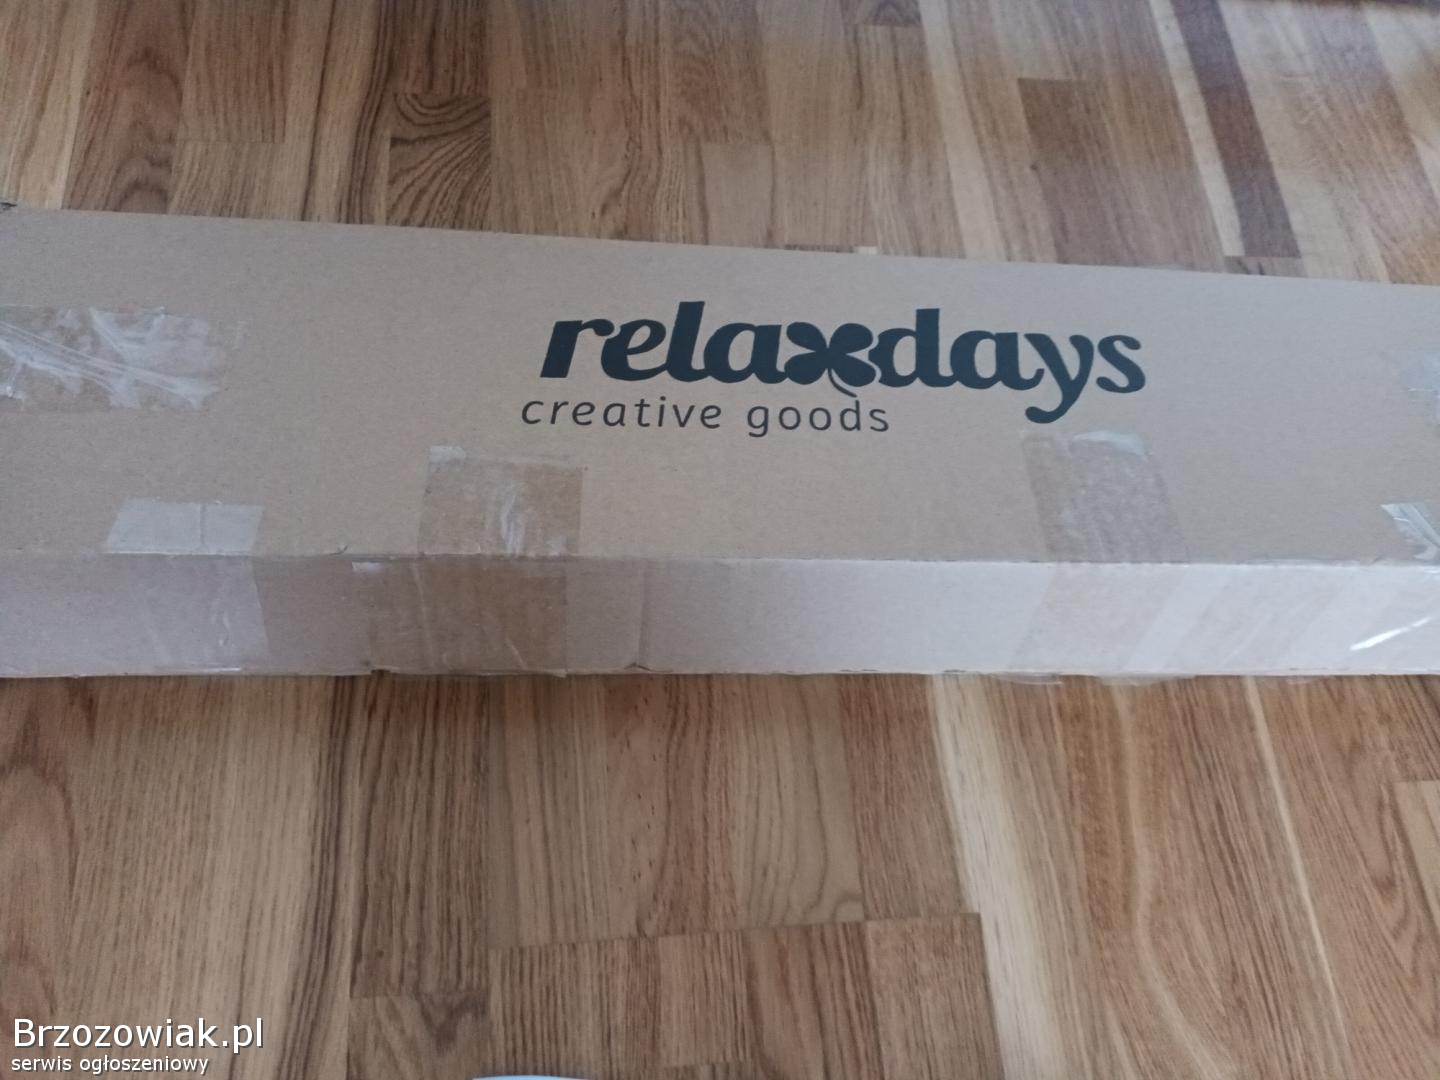 relaxdays
creative goods
Brzozowiak.pl
serwis ogłoszeniowy